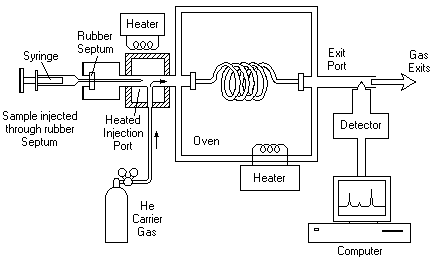 Heater
Rubber
Septum
Syringe
Sample injected
through rubber
Septum
Heated
Injection
Port
He
Carrier
Gas
Oven
Heater
Exit
Port
Gas
Exits
Detector
Computer